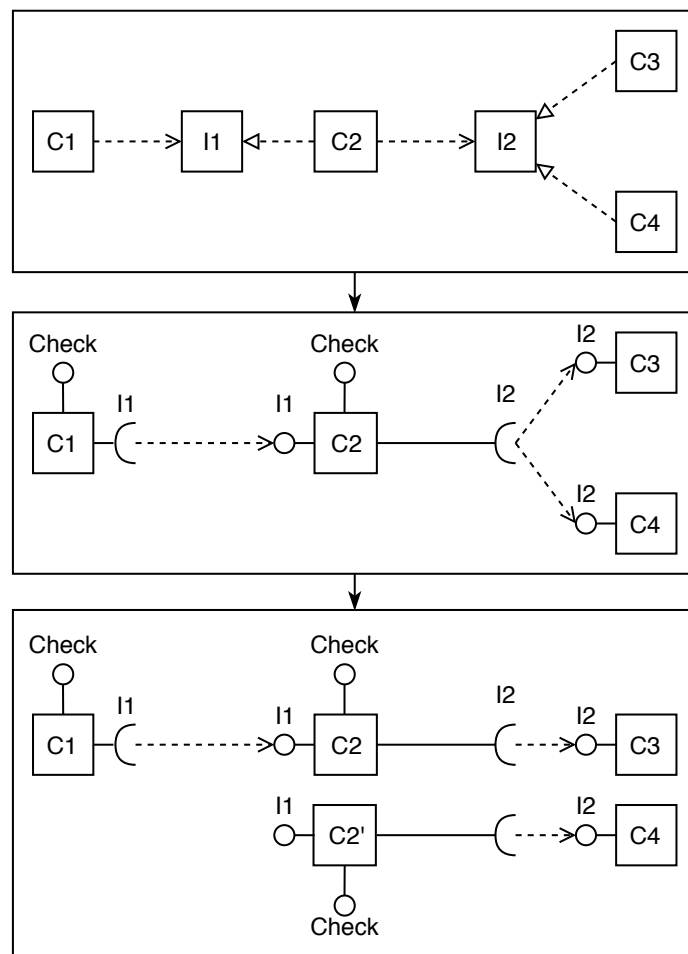 C3
C1 I1 C2 I2
C4
Check Check I2
I1 I1 I2 C3
C1 C2
I2
C4
Check Check
I1 I1 I2 I2
C1 C2 C3
I1 I2
C2' C4
Check